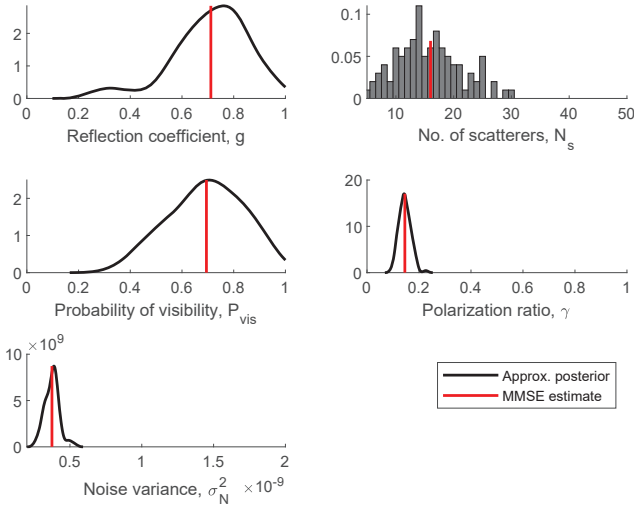 2
1
0
0 0.2 0.4 0.6 0.8 1
Reflection coefficient, g
0.1
0.05
0
10 20 30 40 50
No. of scatterers, N_s
2
1
0
0 0.2 0.4 0.6 0.8 1
Probability of visibility, P_vis
20
10
0
0 0.2 0.4 0.6 0.8 1
Polarization ratio, γ
10 ×10^9
5
0
0.5 1 1.5 2
Noise variance, σ_N^2 ×10^-9
Approx. posterior
MMSE estimate